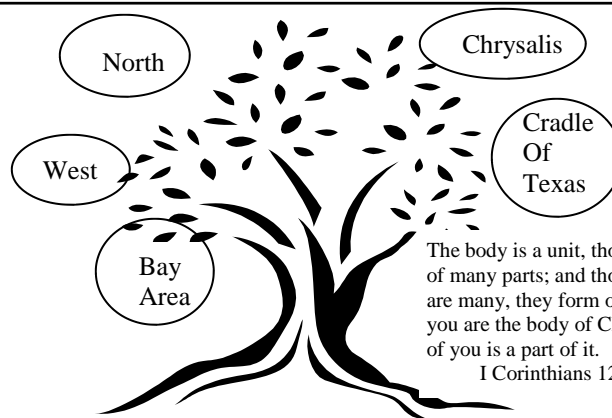 North
Chrysalis
West
Cradle
Of
Texas
Bay
Area
The body is a unit, tho
of many parts; and tho
are many, they form o
you are the body of C
of you is a part of it.
I Corinthians 12